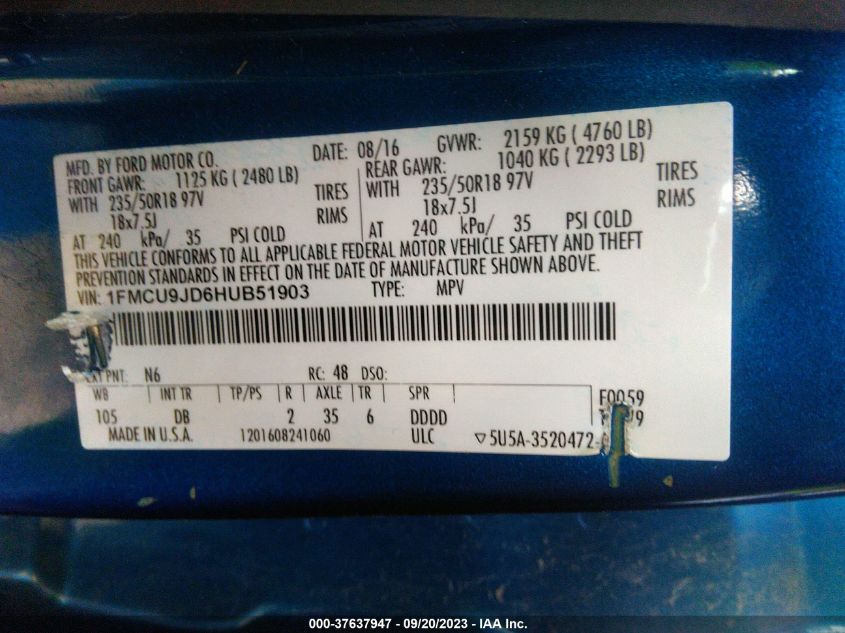 MFD. BY FORD MOTOR CO. DATE: 08/16 GVWR: 2159 KG ( 4760 LB)
FRONT GAWR: 1125 KG ( 2480 LB) REAR GAWR: 1040 KG ( 2293 LB)
WITH 235/50R18 97V TIRES WITH 235/50R18 97V TIRES
18x7.5J RIMS 18x7.5J RIMS
AT 240 kPa/ 35 PSI COLD AT 240 kPa/ 35 PSI COLD
THIS VEHICLE CONFORMS TO ALL APPLICABLE FEDERAL MOTOR VEHICLE SAFETY AND THEFT
PREVENTION STANDARDS IN EFFECT ON THE DATE OF MANUFACTURE SHOWN ABOVE.
VIN: 1FMCU9JD6HUB51903 TYPE: MPV
PNT: N6 RC: 48 DSO:
WB INT TR TP/PS R AXLE TR SPR F0059
105 DB 2 35 6 DDDD
MADE IN U.S.A. 1201608241060 ULC ▽5U5A-3520472-
000-37637947 - 09/20/2023 - IAA Inc.